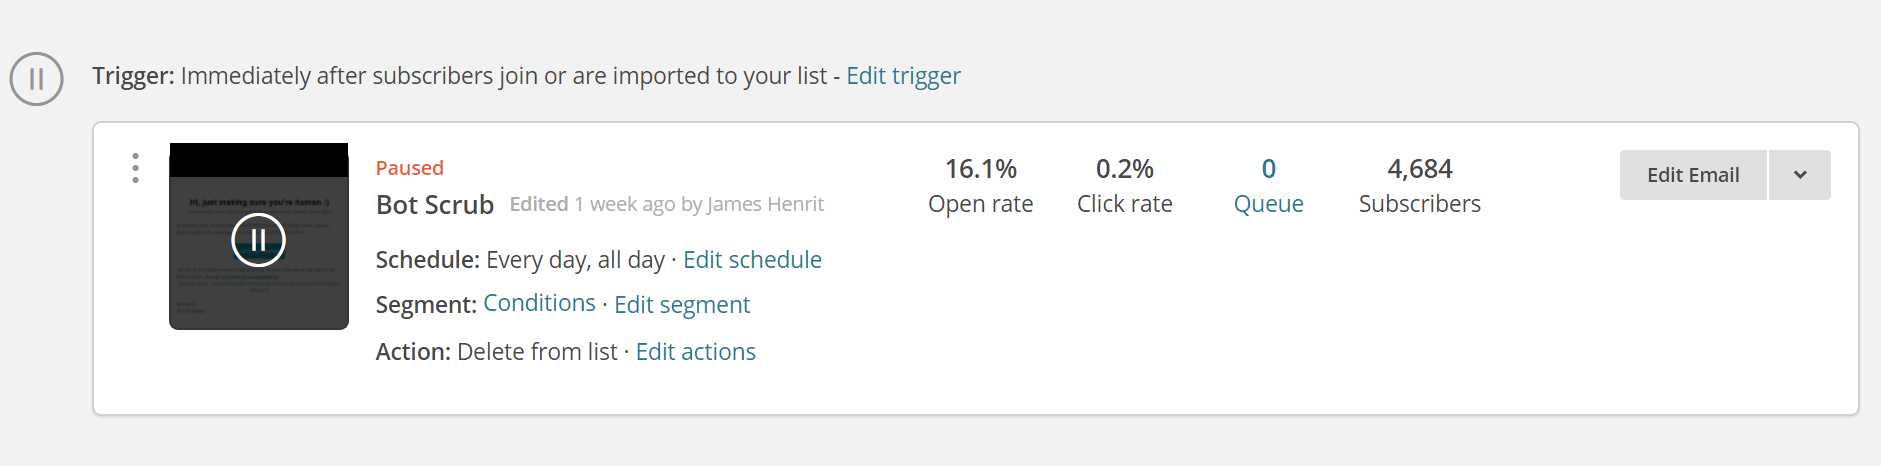 Trigger: Immediately after subscribers join or are imported to your list - Edit trigger
Hi, just making sure you're human :)
Paused
Bot Scrub Edited 1 week ago by James Henrit
Schedule: Every day, all day · Edit schedule
Segment: Conditions · Edit segment
Action: Delete from list · Edit actions
16.1%
Open rate
0.2%
Click rate
0
Queue
4,684
Subscribers
Edit Email